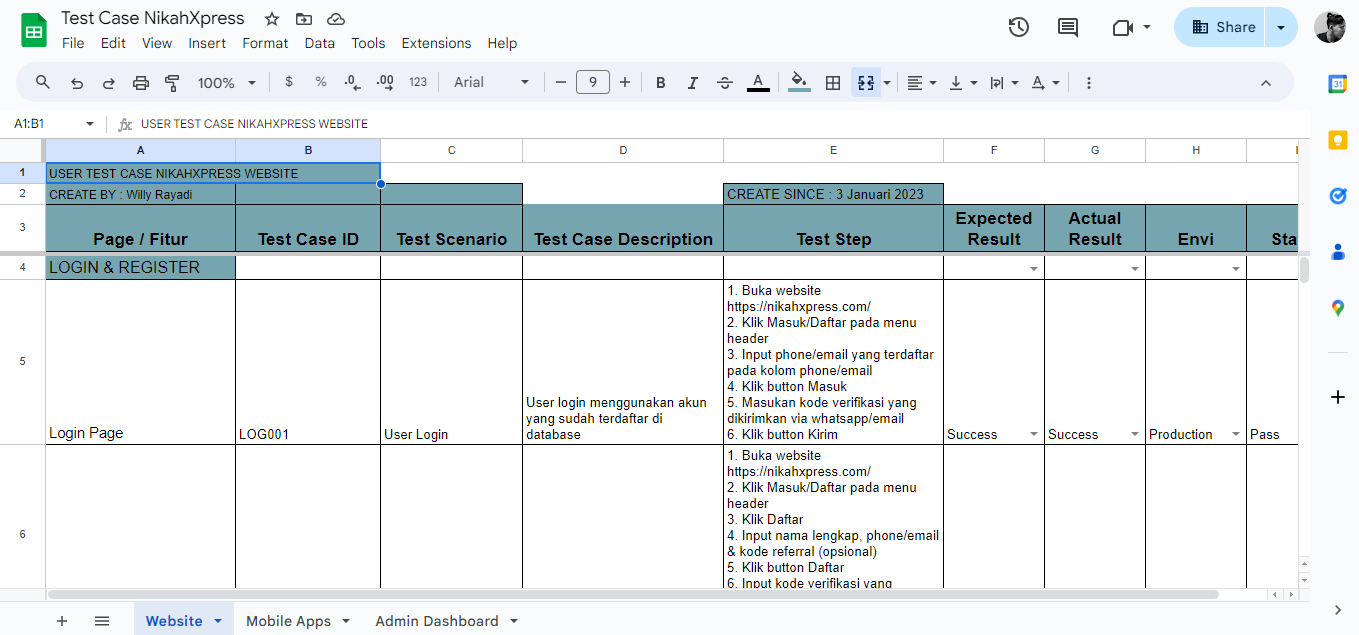 Test Case NikahXpress
File Edit View Insert Format Data Tools Extensions Help
Share
100% $ % .0 .00 123 Arial 9 B I A
31
A1:B1 fx USER TEST CASE NIKAHXPRESS WEBSITE
A B C D E F G H
1 USER TEST CASE NIKAHXPRESS WEBSITE
2 CREATE BY : Willy Rayadi CREATE SINCE : 3 Januari 2023
3 Page / Fitur Test Case ID Test Scenario Test Case Description Test Step Expected Result Actual Result Envi Sta
4 LOGIN & REGISTER
5
Login Page
LOG001
User Login
User login menggunakan akun
yang sudah terdaftar di
database
1. Buka website
https://nikahxpress.com/
2. Klik Masuk/Daftar pada menu
header
3. Input phone/email yang terdaftar
pada kolom phone/email
4. Klik button Masuk
5. Masukan kode verifikasi yang
dikirimkan via whatsapp/email
6. Klik button Kirim
Success Success Production Pass
6
1. Buka website
https://nikahxpress.com/
2. Klik Masuk/Daftar pada menu
header
3. Klik Daftar
4. Input nama lengkap, phone/email
& kode referral (opsional)
5. Klik button Daftar
6. Input kode verifikasi yang
Website Mobile Apps Admin Dashboard